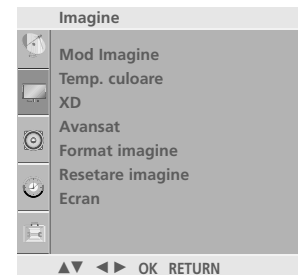 Imagine
Mod Imagine
Temp. culoare
XD
Avansat
Format imagine
Resetare imagine
Ecran
▲▼ ◄► OK RETURN